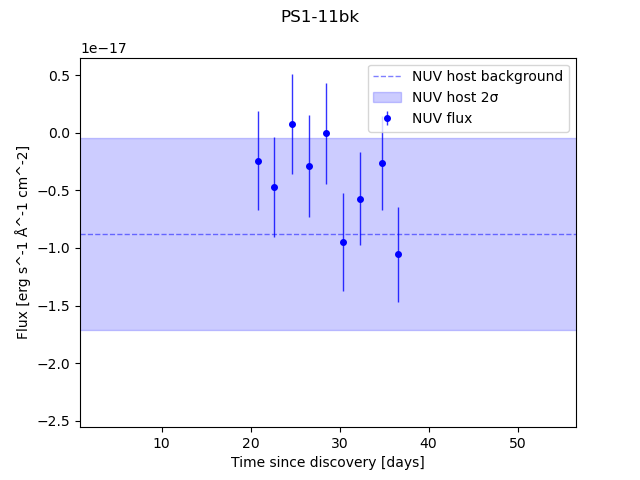 PS1-11bk
1e−17
NUV host background
NUV host 2σ
NUV flux
0.5
0.0
−0.5
−1.0
−1.5
−2.0
−2.5
Flux [erg s^-1 Å^-1 cm^-2]
10 20 30 40 50
Time since discovery [days]